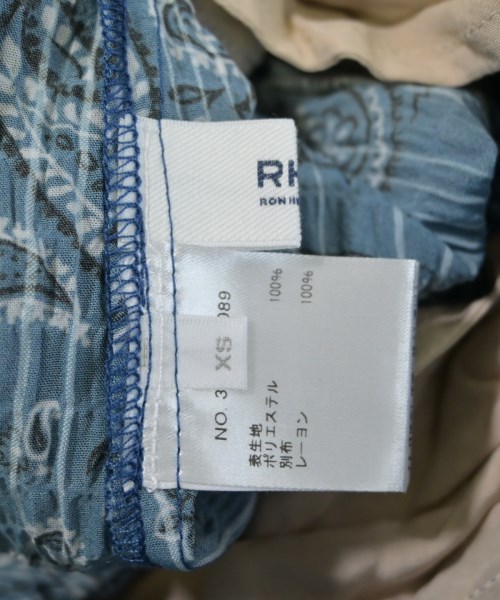 RH
RON H
XS
NO. 3 089
表生地
ポリエステル 100%
別布
レーヨン 100%